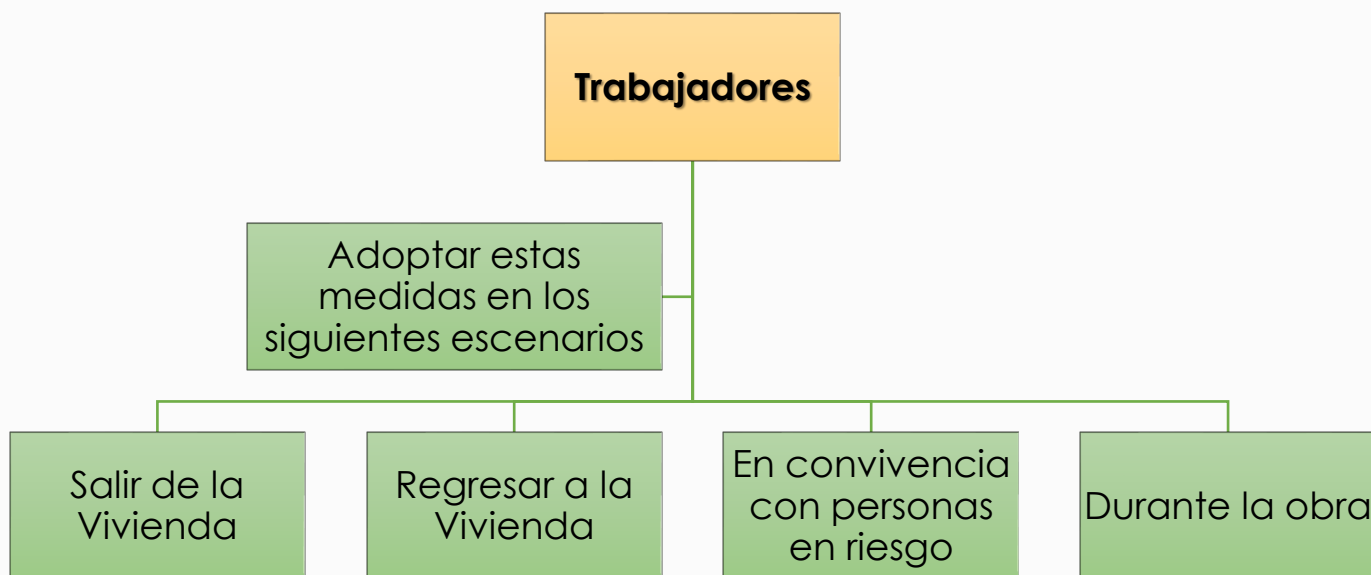 Trabajadores
Adoptar estas
medidas en los
siguientes escenarios
Salir de la
Vivienda
Regresar a la
Vivienda
En convivencia
con personas
en riesgo
Durante la obra